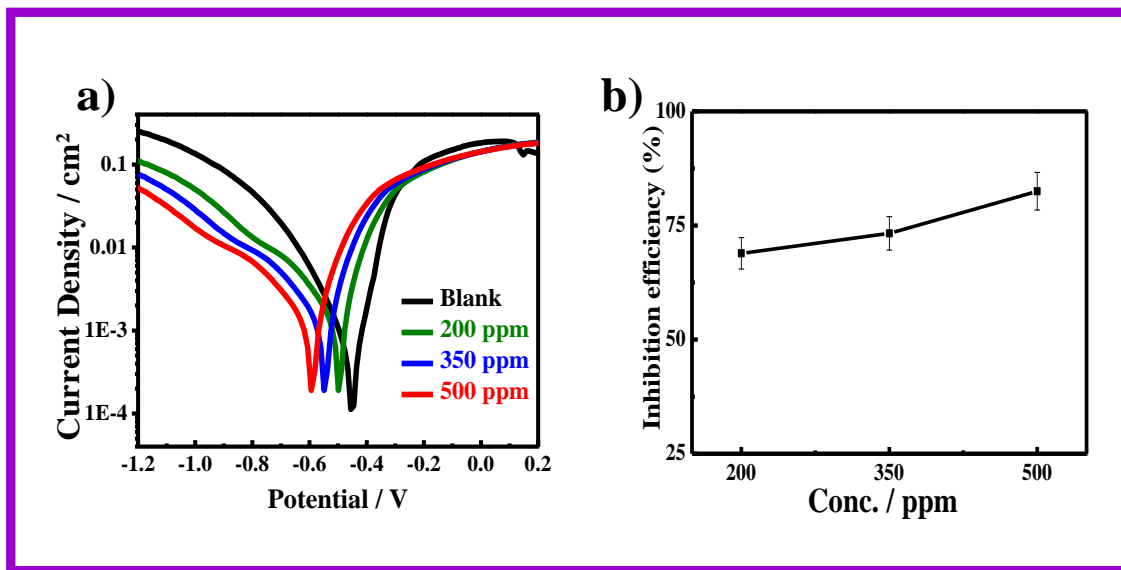 a)
Current Density / cm²
0.1
0.01
1E-3
1E-4
-1.2 -1.0 -0.8 -0.6 -0.4 -0.2 0.0 0.2
Potential / V
Blank
200 ppm
350 ppm
500 ppm
b)
Inhibition efficiency (%)
100
75
50
25
200 350 500
Conc. / ppm